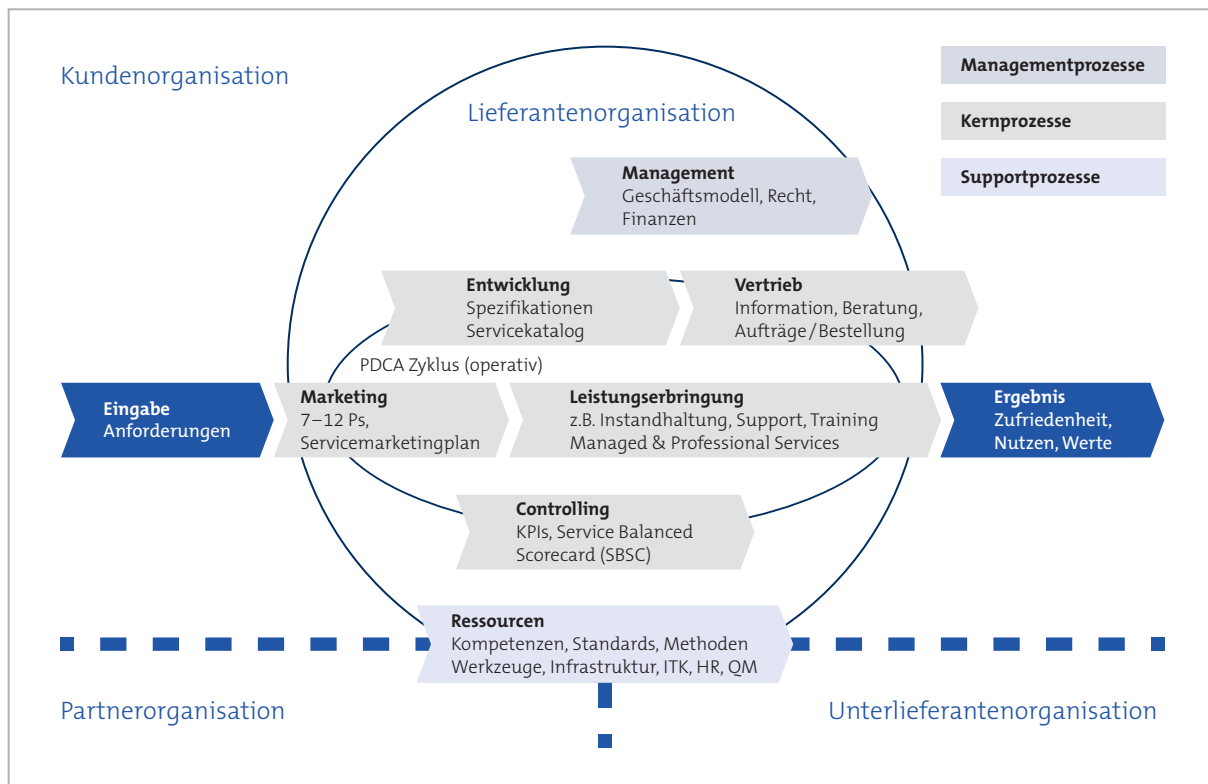 Kundenorganisation
Lieferantenorganisation
Managementprozesse
Kernprozesse
Supportprozesse
Management
Geschäftsmodell, Recht,
Finanzen
Entwicklung
Spezifikationen
Servicekatalog
Vertrieb
Information, Beratung,
Aufträge/Bestellung
PDCA Zyklus (operativ)
Eingabe
Anforderungen
Marketing
7–12 Ps,
Servicemarketingplan
Leistungserbringung
z.B. Instandhaltung, Support, Training
Managed & Professional Services
Ergebnis
Zufriedenheit,
Nutzen, Werte
Controlling
KPIs, Service Balanced
Scorecard (SBSC)
Ressourcen
Kompetenzen, Standards, Methoden
Werkzeuge, Infrastruktur, ITK, HR, QM
Partnerorganisation
Unterlieferantenorganisation